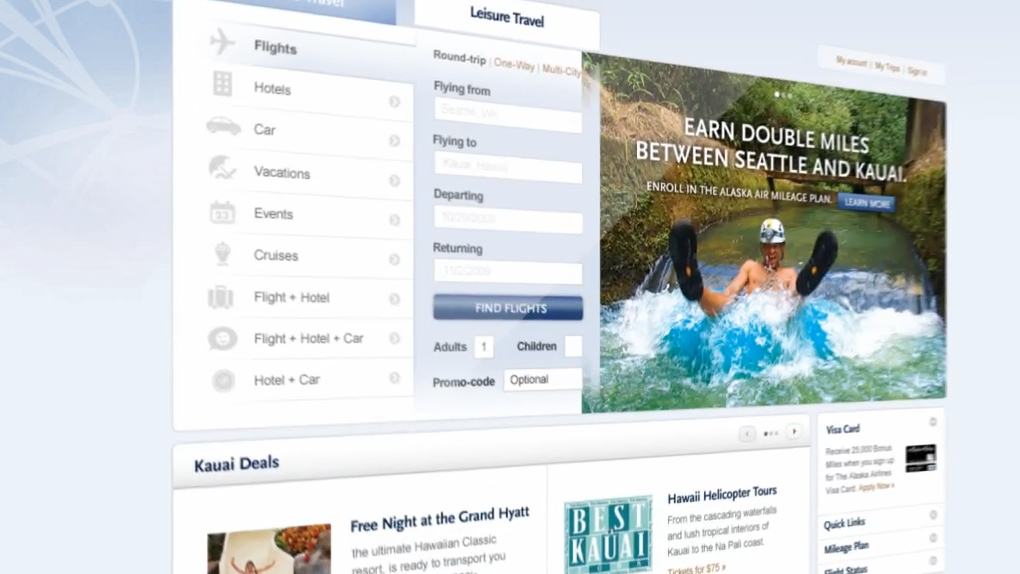 Travel
Leisure Travel
Flights
Hotels
Car
Vacations
Events
Cruises
Flight + Hotel
Flight + Hotel + Car
Hotel + Car
Round-trip | One-Way | Multi-City
Flying from
Seattle, WA
Flying to
Kauai, Hawaii
Departing
10/29/2009
Returning
11/2/2009
FIND FLIGHTS
Adults 1 Children
Promo-code Optional
My account | My Trips | Sign in
EARN DOUBLE MILES
BETWEEN SEATTLE AND KAUAI.
ENROLL IN THE ALASKA AIR MILEAGE PLAN. LEARN MORE
Kauai Deals
Free Night at the Grand Hyatt
the ultimate Hawaiian Classic
resort, is ready to transport you
BEST
KAUAI
Hawaii Helicopter Tours
From the cascading waterfalls
and lush tropical interiors of
Kauai to the Na Pali coast.
Tickets for $75 »
Visa Card
Receive 25,000 Bonus
Miles when you sign up
for The Alaska Airlines
Visa Card. Apply Now »
Quick Links
Mileage Plan
Flight Status